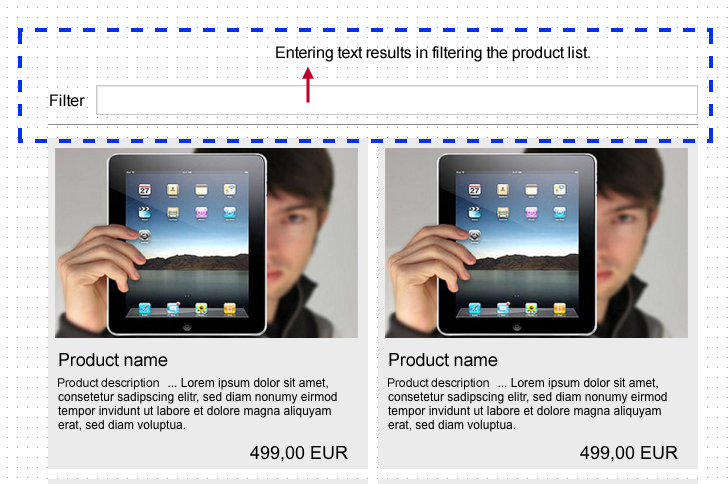 Entering text results in filtering the product list.
Filter
27 27
Product name Product name
Product description ... Lorem ipsum dolor sit amet, Product description ... Lorem ipsum dolor sit amet,
consetetur sadipscing elitr, sed diam nonumy eirmod consetetur sadipscing elitr, sed diam nonumy eirmod
tempor invidunt ut labore et dolore magna aliquyam tempor invidunt ut labore et dolore magna aliquyam
erat, sed diam voluptua. erat, sed diam voluptua.
499,00 EUR 499,00 EUR